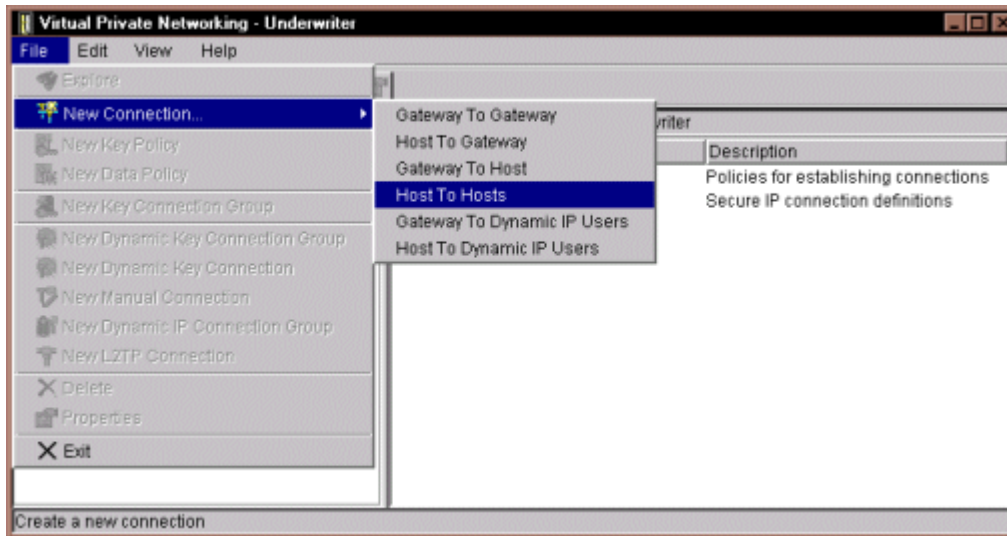 Virtual Private Networking - Underwriter
File Edit View Help
Explore
New Connection...
New Key Policy
New Data Policy
New Key Connection Group
New Dynamic Key Connection Group
New Dynamic Key Connection
New Manual Connection
New Dynamic IP Connection Group
New L2TP Connection
Delete
Properties
Exit
Gateway To Gateway
Host To Gateway
Gateway To Host
Host To Hosts
Gateway To Dynamic IP Users
Host To Dynamic IP Users
writer
Description
Policies for establishing connections
Secure IP connection definitions
Create a new connection